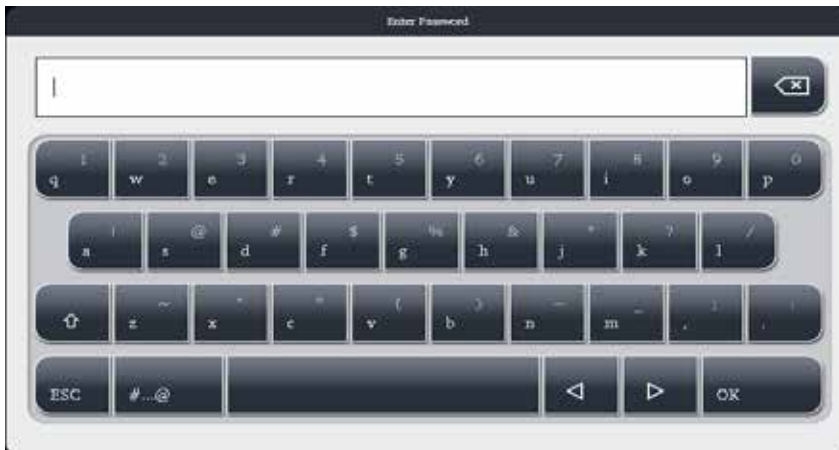 Enter Password
1 2 3 4 5 6 7 8 9 0
q w e r t y u i o p
! @ # $ % & * ? /
a s d f g h j k l
~ ( ) _
z x c v b n m ,
ESC #...@ OK